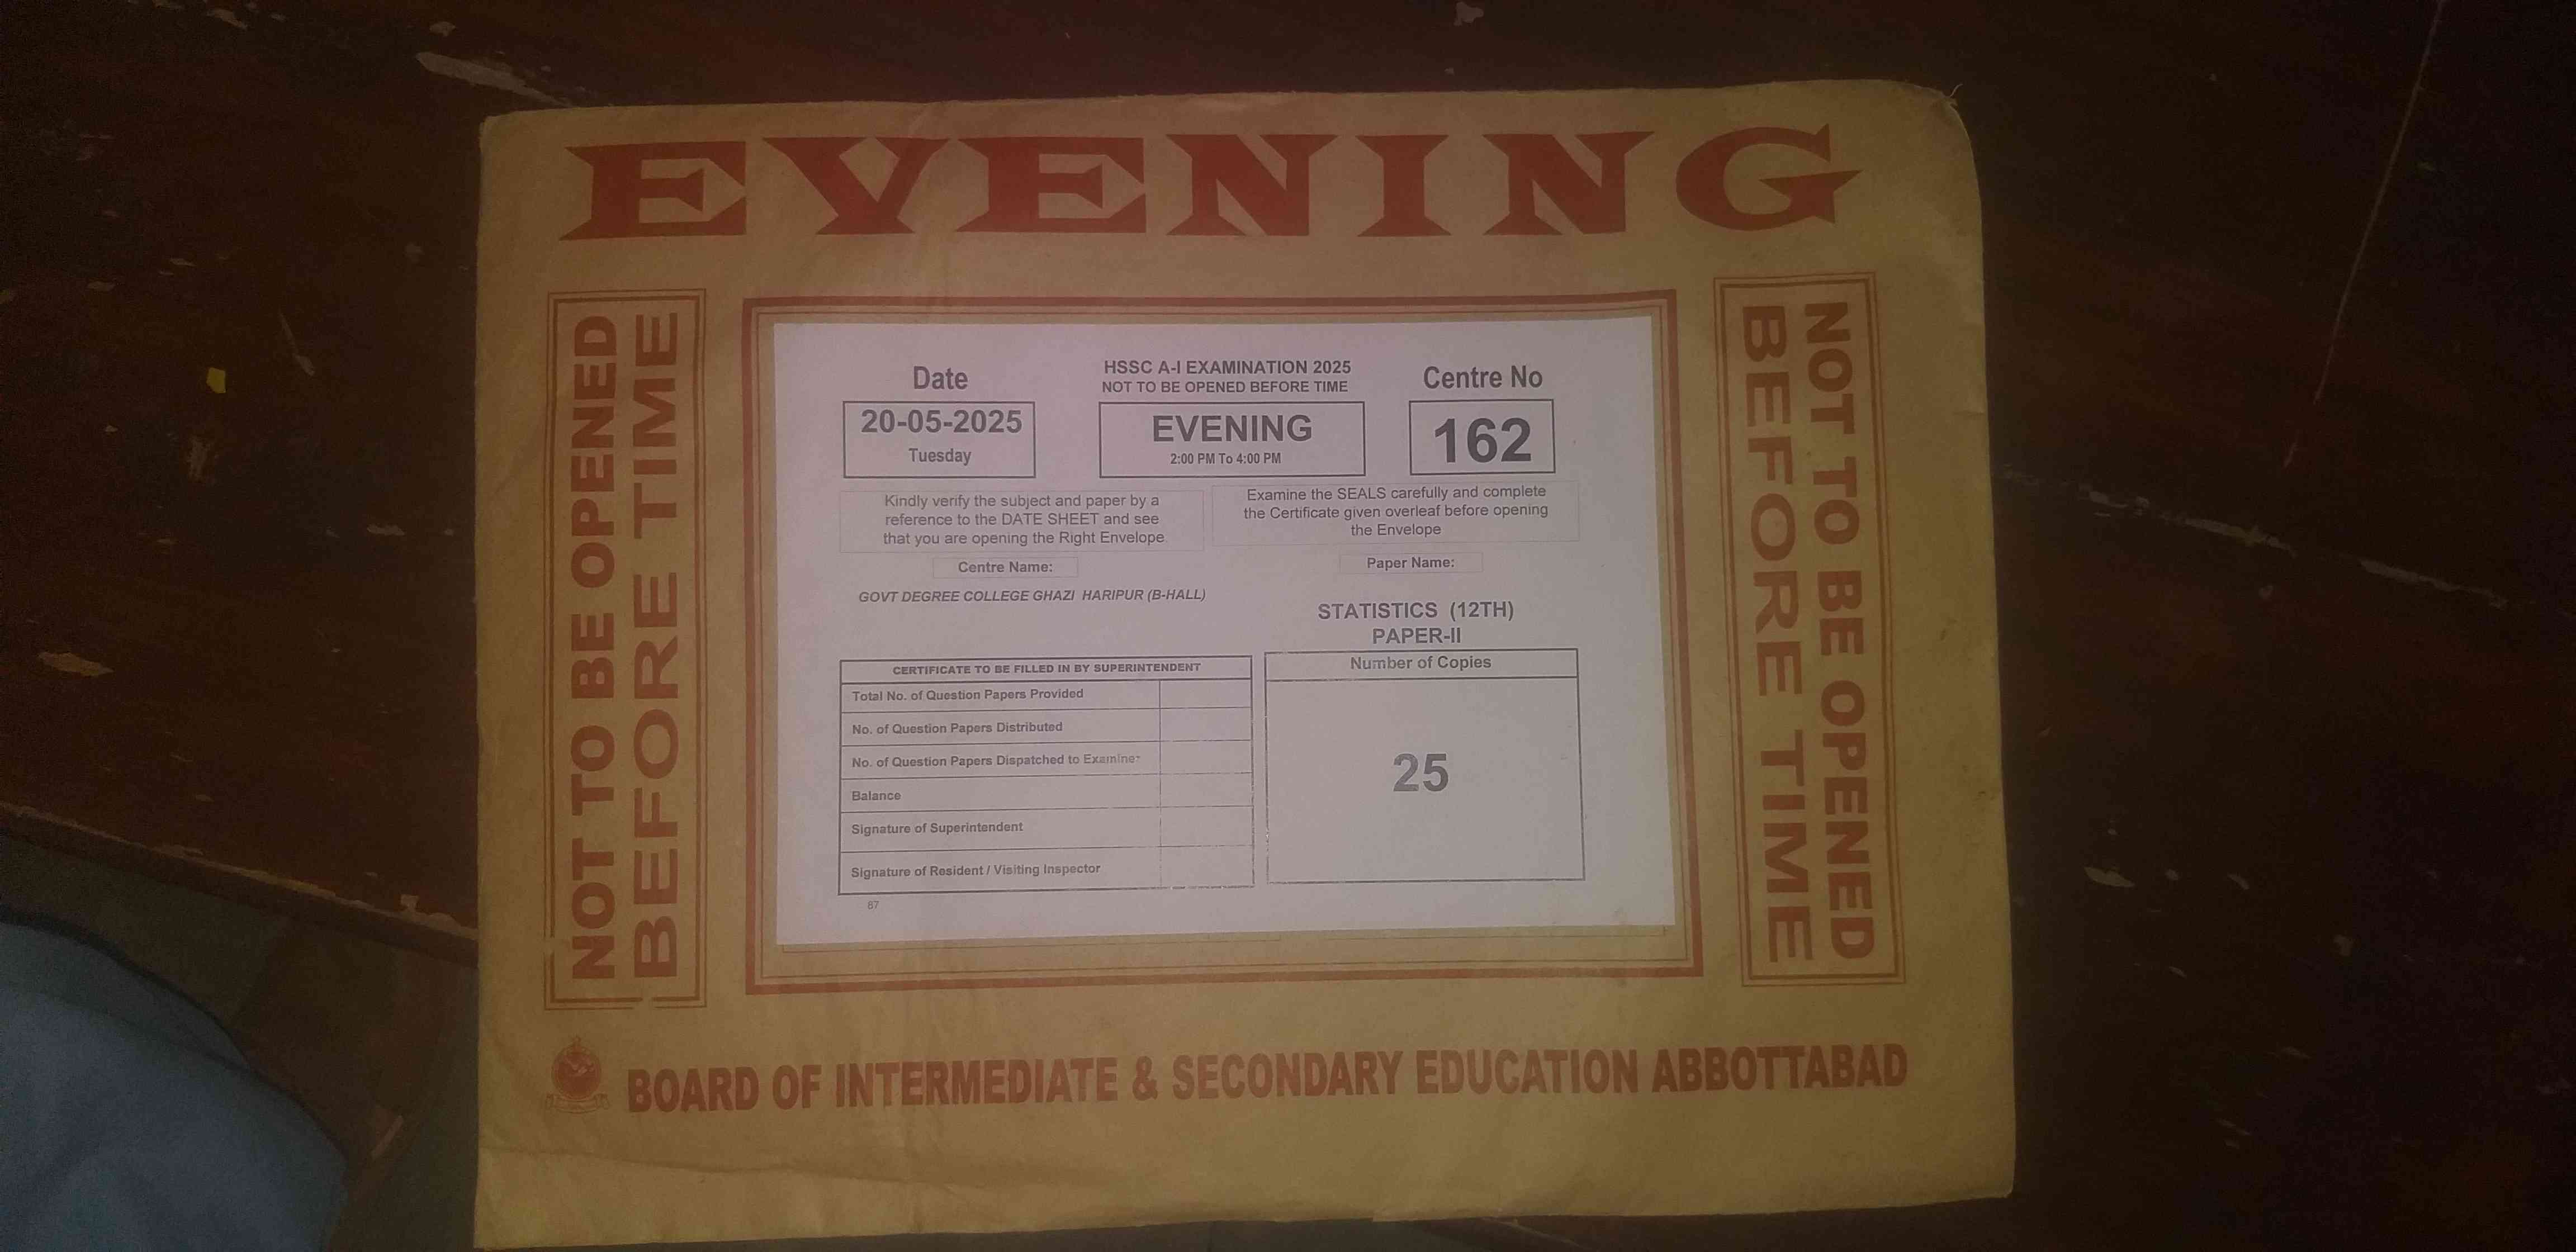 EVENING
NOT TO BE OPENED
BEFORE TIME
Date
20-05-2025
Tuesday
HSSC A-I EXAMINATION 2025
NOT TO BE OPENED BEFORE TIME
EVENING
2:00 PM To 4:00 PM
Centre No
162
Kindly verify the subject and paper by a
reference to the DATE SHEET and see
that you are opening the Right Envelope
Examine the SEALS carefully and complete
the Certificate given overleaf before opening
the Envelope
Centre Name:
GOVT DEGREE COLLEGE GHAZI HARIPUR (B-HALL)
Paper Name:
STATISTICS (12TH)
PAPER-II
CERTIFICATE TO BE FILLED IN BY SUPERINTENDENT
Total No. of Question Papers Provided
No. of Question Papers Distributed
No. of Question Papers Dispatched to Examiner
Balance
Signature of Superintendent
Signature of Resident / Visiting Inspector
Number of Copies
25
87
NOT TO BE OPENED
BEFORE TIME
BOARD OF INTERMEDIATE & SECONDARY EDUCATION ABBOTTABAD